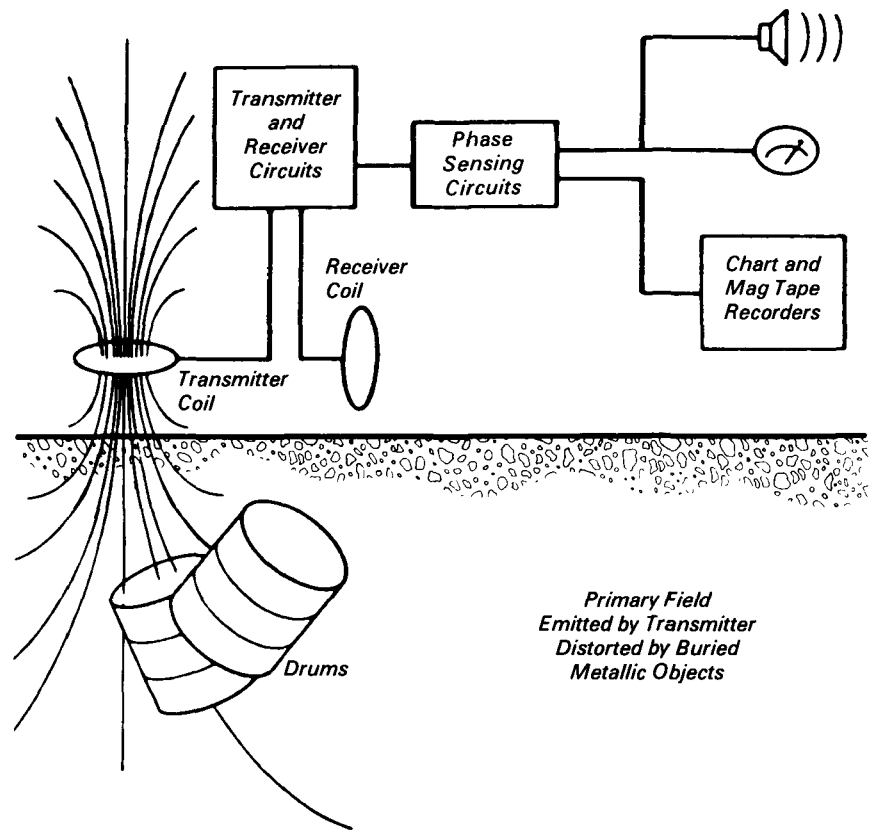 Transmitter
and
Receiver
Circuits
Phase
Sensing
Circuits
Receiver
Coil
Chart and
Mag Tape
Recorders
Transmitter
Coil
Drums
Primary Field
Emitted by Transmitter
Distorted by Buried
Metallic Objects